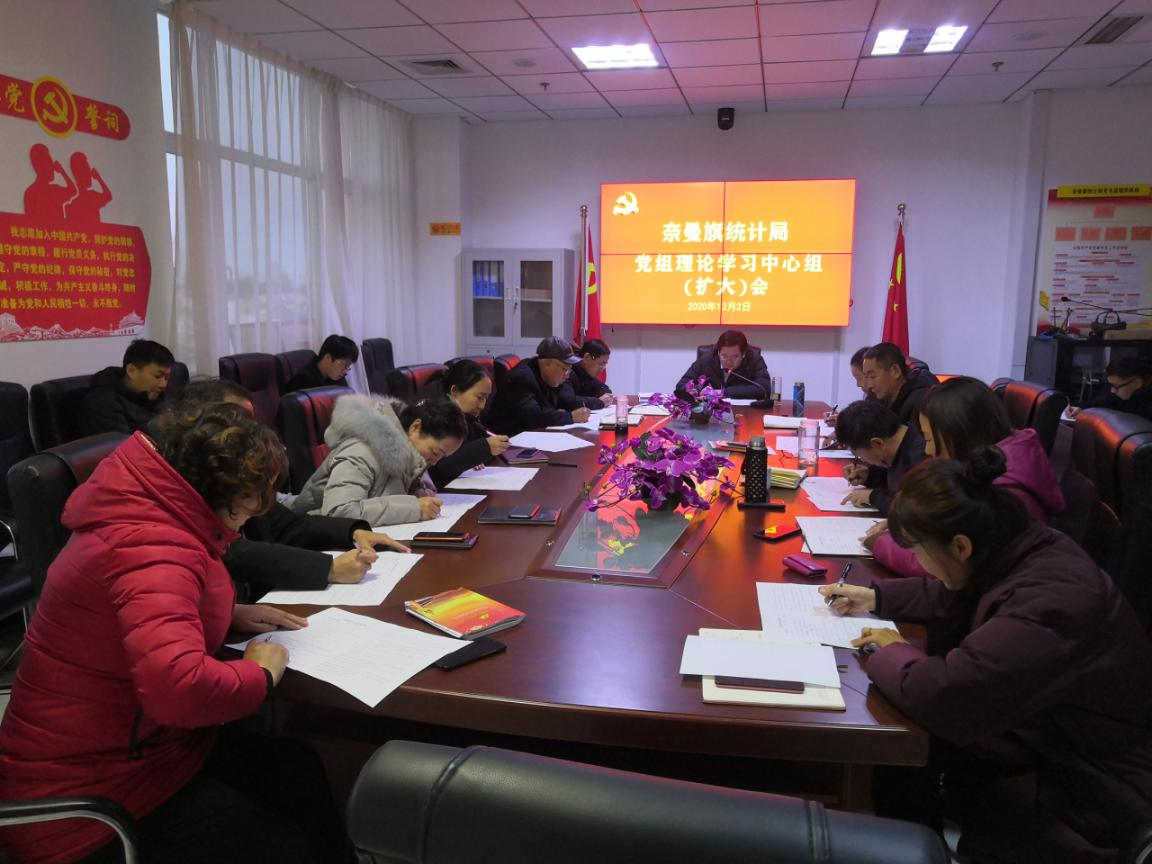 党
誓词
我志愿加入中国共产党，拥护党的纲领，
遵守党的章程，履行党员义务，执行党的决
定，严守党的纪律，保守党的秘密，对党忠
诚，积极工作，为共产主义奋斗终身，随时
准备为党和人民牺牲一切，永不叛党。
奈曼旗统计局
党组理论学习中心组
(扩大)会
2020年12月2日